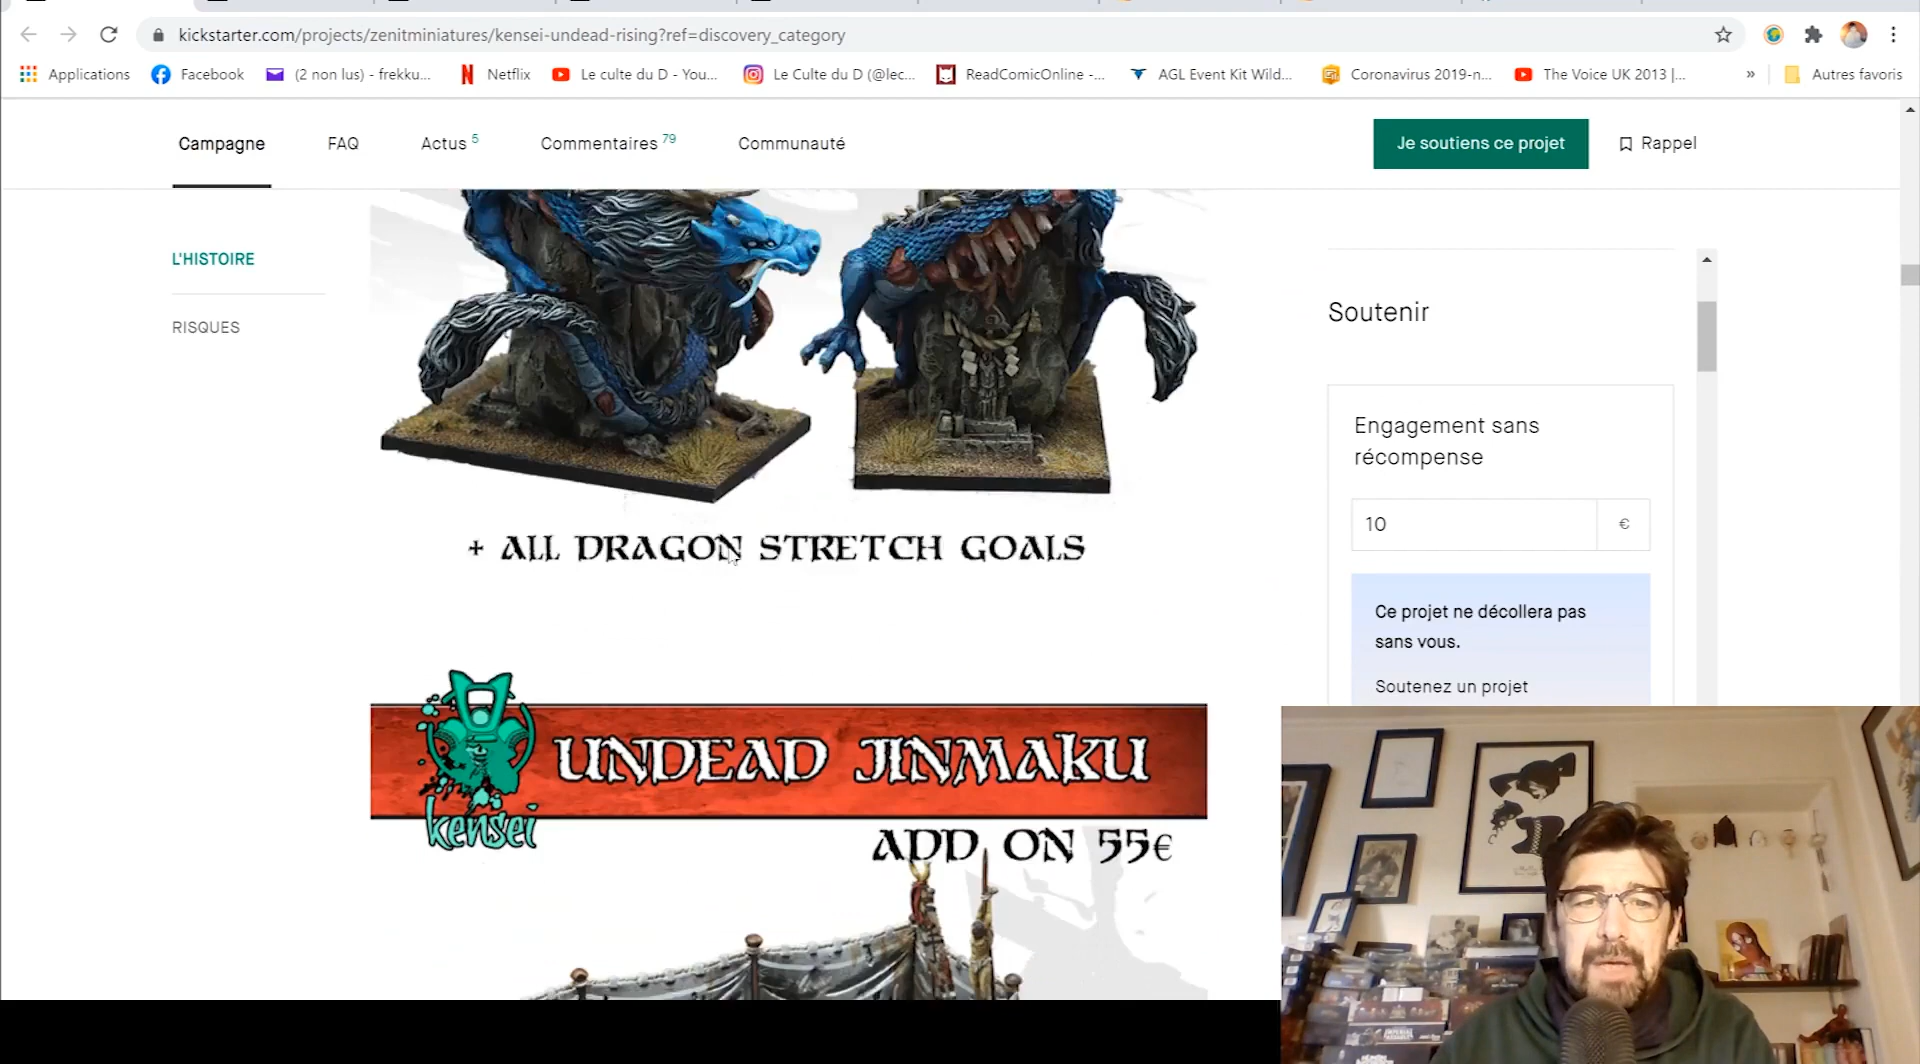 kickstarter.com/projects/zenitminiatures/kensei-undead-rising?ref=discovery_category
Applications
Facebook
(2 non lus) - frekku...
Netflix
Le culte du D - You...
Le Culte du D (@lec...
ReadComicOnline -...
AGL Event Kit Wild...
Coronavirus 2019-n...
The Voice UK 2013 |...
»
Autres favoris
Campagne
FAQ
Actus 5
Commentaires 79
Communauté
Je soutiens ce projet
Rappel
L'HISTOIRE
RISQUES
+ ALL DRAGON STRETCH GOALS
UNDEAD JINMAKU
kensei
ADD ON 55€
Soutenir
Engagement sans
récompense
10
€
Ce projet ne décollera pas
sans vous.
Soutenez un projet